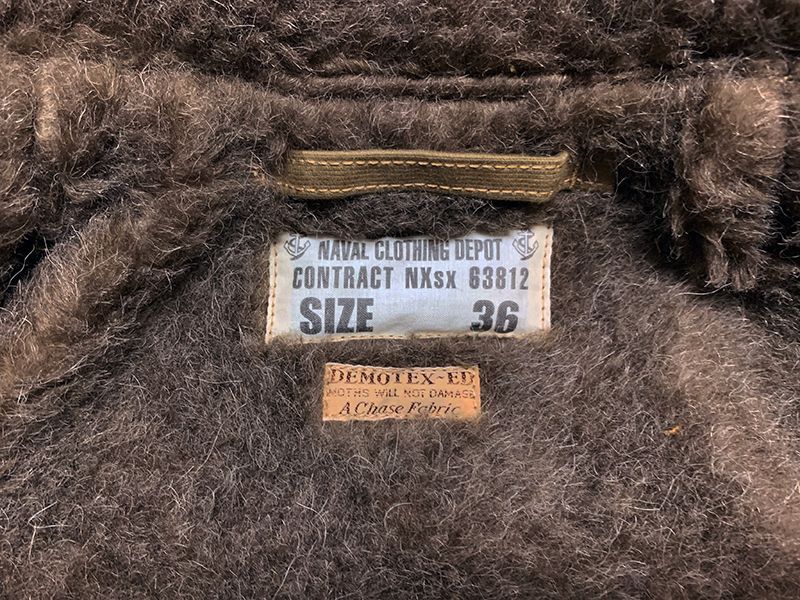 NAVAL CLOTHING DEPOT
CONTRACT NXsx 63812
SIZE 36
DEMOTEX-ED
MOTHS WILL NOT DAMAGE
A Chase Fabric